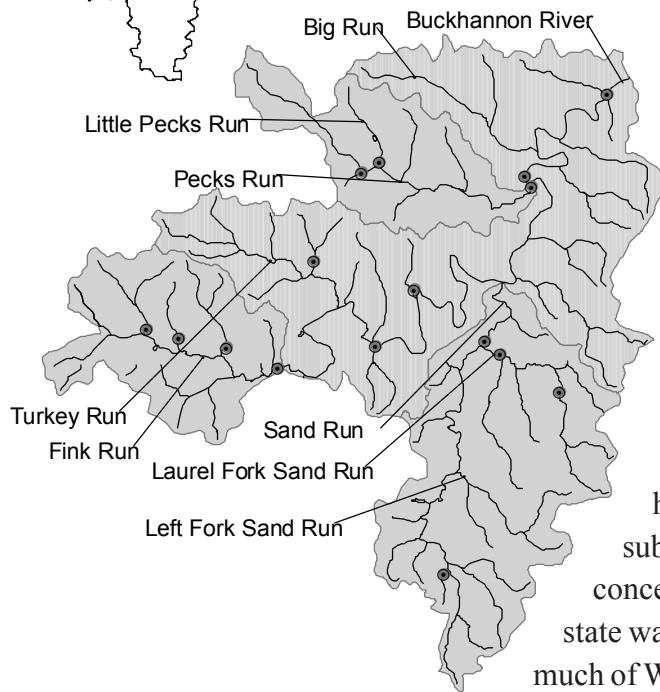 Big Run
Buckhannon River
Little Pecks Run
Pecks Run
Turkey Run
Fink Run
Sand Run
Laurel Fork Sand Run
Left Fork Sand Run
h
sub
conce
state wa
much of W